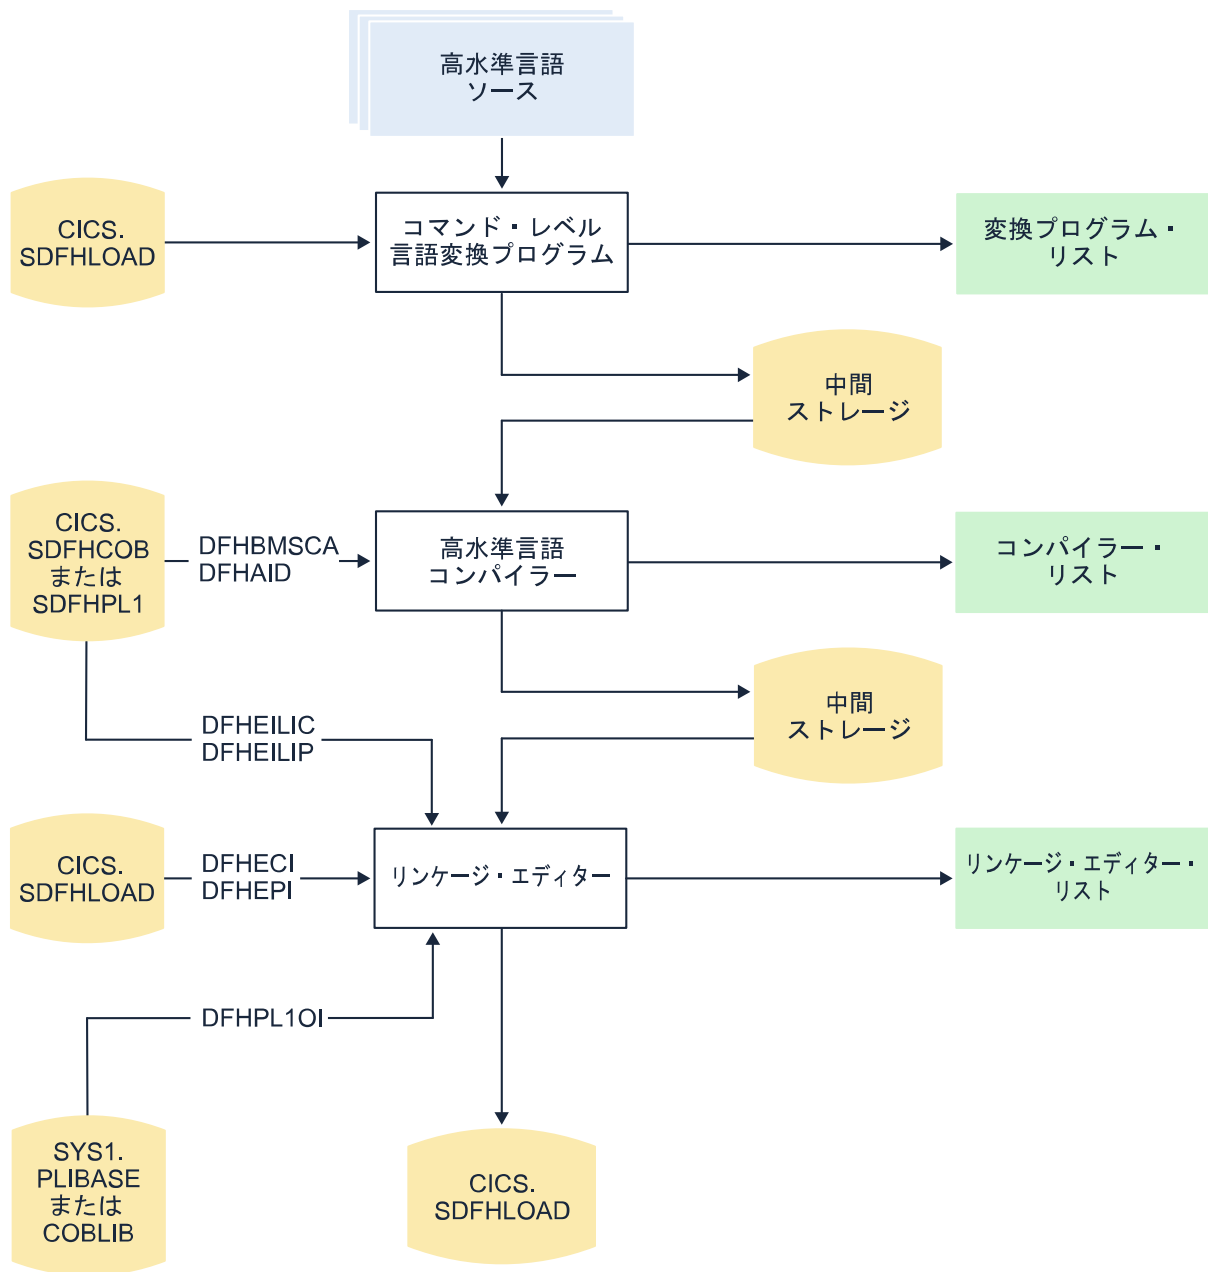 高水準言語
ソース
CICS.
SDFHLOAD
コマンド・レベル
言語変換プログラム
変換プログラム・
リスト
中間
ストレージ
CICS.
SDFHCOB
または
SDFHPL1
DFHBMSCA
DFHAID
高水準言語
コンパイラー
コンパイラー・
リスト
中間
ストレージ
DFHEILIC
DFHEILIP
CICS.
SDFHLOAD
DFHECI
DFHEPI
リンケージ・エディター
リンケージ・エディター・
リスト
DFHPL1OI
SYS1.
PLIBASE
または
COBLIB
CICS.
SDFHLOAD